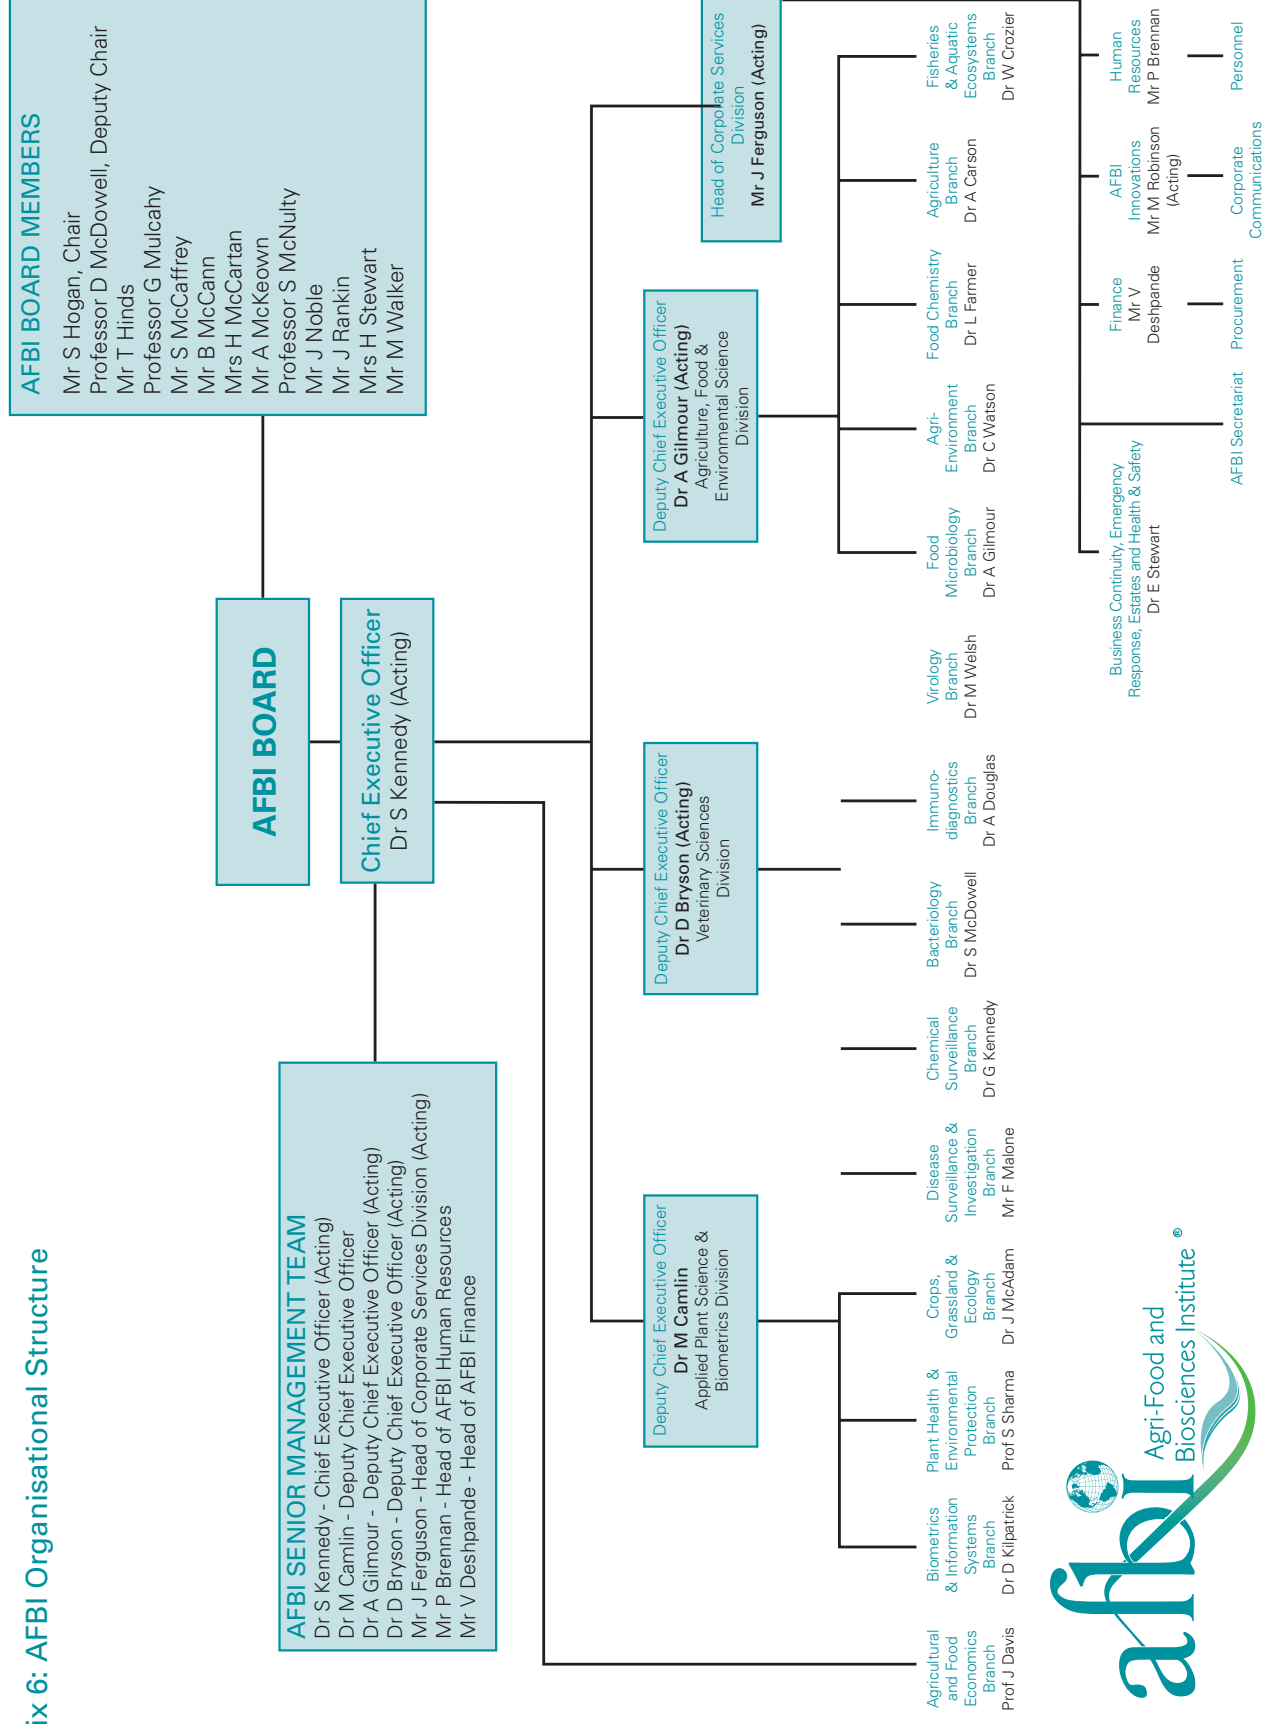 ix 6: AFBI Organisational Structure
AFBI BOARD MEMBERS
Mr S Hogan, Chair
Professor D McDowell, Deputy Chair
Mr T Hinds
Professor G Mulcahy
Mr S McCaffrey
Mr B McCann
Mrs H McCartan
Mr A McKeown
Professor S McNulty
Mr J Noble
Mr J Rankin
Mrs H Stewart
Mr M Walker
AFBI BOARD
Chief Executive Officer
Dr S Kennedy (Acting)
AFBI SENIOR MANAGEMENT TEAM
Dr S Kennedy - Chief Executive Officer (Acting)
Dr M Camlin - Deputy Chief Executive Officer
Dr A Gilmour - Deputy Chief Executive Officer (Acting)
Dr D Bryson - Deputy Chief Executive Officer (Acting)
Mr J Ferguson - Head of Corporate Services Division (Acting)
Mr P Brennan - Head of AFBI Human Resources
Mr V Deshpande - Head of AFBI Finance
Deputy Chief Executive Officer
Dr M Camlin
Applied Plant Science &
Biometrics Division
Deputy Chief Executive Officer
Dr D Bryson (Acting)
Veterinary Sciences
Division
Deputy Chief Executive Officer
Dr A Gilmour (Acting)
Agriculture, Food &
Environmental Science
Division
Head of Corporate Services
Division
Mr J Ferguson (Acting)
Agricultural
and Food
Economics
Branch
Prof J Davis
Biometrics
& Information
Systems
Branch
Dr D Kilpatrick
Plant Health &
Environmental
Protection
Branch
Prof S Sharma
Crops,
Grassland &
Ecology
Branch
Dr J McAdam
Disease
Surveillance &
Investigation
Branch
Mr F Malone
Chemical
Surveillance
Branch
Dr G Kennedy
Bacteriology
Branch
Dr S McDowell
Immuno-
diagnostics
Branch
Dr A Douglas
Virology
Branch
Dr M Welsh
Food
Microbiology
Branch
Dr A Gilmour
Agri-
Environment
Branch
Dr C Watson
Food Chemistry
Branch
Dr L Farmer
Agriculture
Branch
Dr A Carson
Fisheries
& Aquatic
Ecosystems
Branch
Dr W Crozier
Business Continuity, Emergency
Response, Estates and Health & Safety
Dr E Stewart
Finance
Mr V
Deshpande
AFBI
Innovations
Mr M Robinson
(Acting)
Human
Resources
Mr P Brennan
AFBI Secretariat
Procurement
Corporate
Communications
Personnel
afbi
Agri-Food and
Biosciences Institute ®